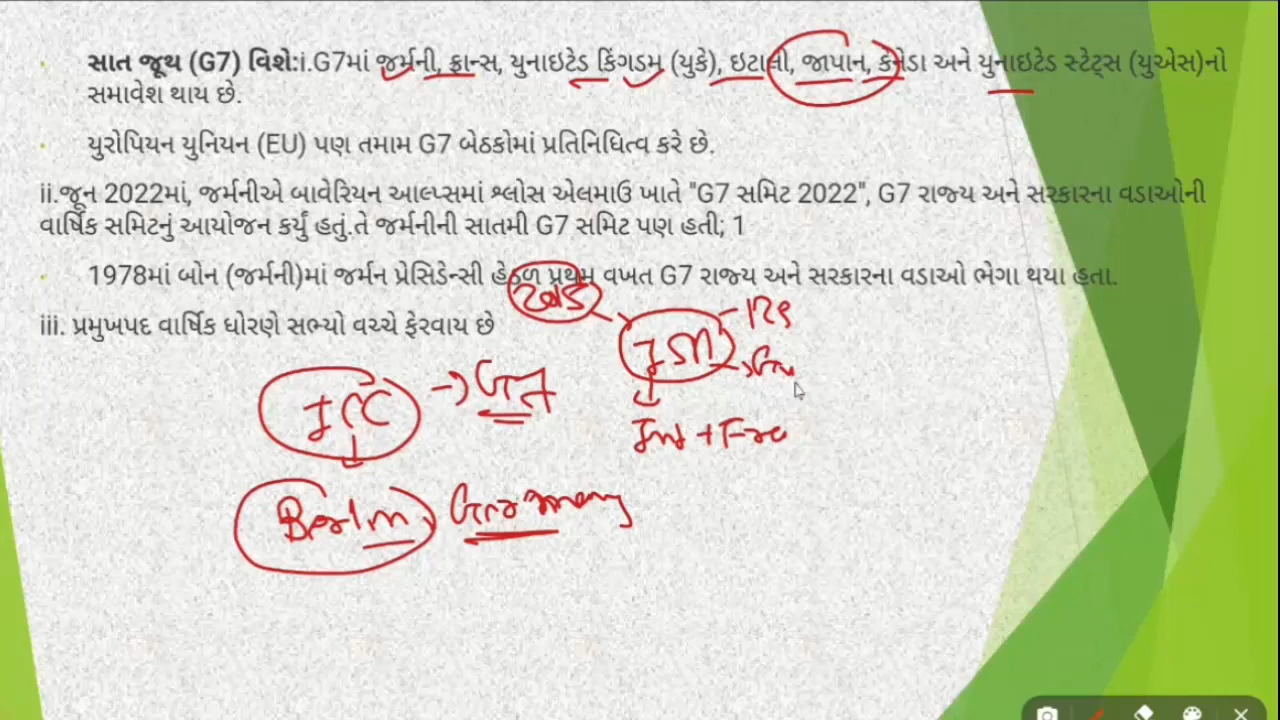 સાત જૂથ (G7) વિશે:i.G7માં જર્મની, ફ્રાન્સ, યુનાઇટેડ કિંગડમ (યુકે), ઇટાલી, જાપાન, કેનેડા અને યુનાઇટેડ સ્ટેટ્સ (યુએસ)નો
સમાવેશ થાય છે.
યુરોપિયન યુનિયન (EU) પણ તમામ G7 બેઠકોમાં પ્રતિનિધિત્વ કરે છે.
ii.જૂન 2022માં, જર્મનીએ બાવેરિયન આલ્પ્સમાં શ્લોસ એલમાઉ ખાતે "G7 સમિટ 2022", G7 રાજ્ય અને સરકારના વડાઓની
વાર્ષિક સમિટનું આયોજન કર્યું હતું.તે જર્મનીની સાતમી G7 સમિટ પણ હતી; 1
1978માં બોન (જર્મની)માં જર્મન પ્રેસિડેન્સી હેઠળ પ્રથમ વખત G7 રાજ્ય અને સરકારના વડાઓ ભેગા થયા હતા.
iii. પ્રમુખપદ વાર્ષિક ધોરણે સભ્યો વચ્ચે ફેરવાય છે
Berlin, Germany